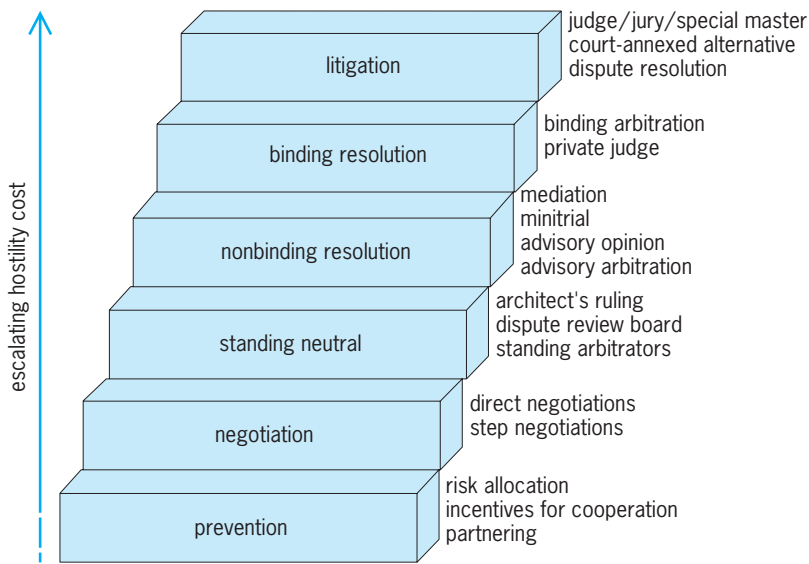 judge/jury/special master
court-annexed alternative
dispute resolution
litigation
binding arbitration
private judge
binding resolution
mediation
minitrial
advisory opinion
advisory arbitration
nonbinding resolution
architect's ruling
dispute review board
standing arbitrators
standing neutral
direct negotiations
step negotiations
negotiation
risk allocation
incentives for cooperation
partnering
prevention
escalating hostility cost